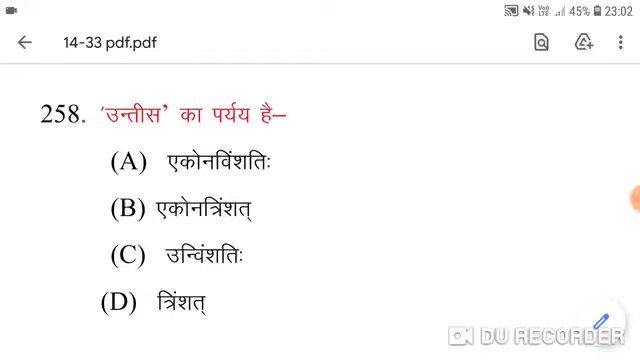 45% 23:02
14-33 pdf.pdf
258. ‘उन्तीस’ का पर्यय है–
(A) एकोनविंशतिः
(B) एकोनत्रिंशत्
(C) उन्विंशतिः
(D) त्रिंशत्
DU RECORDER